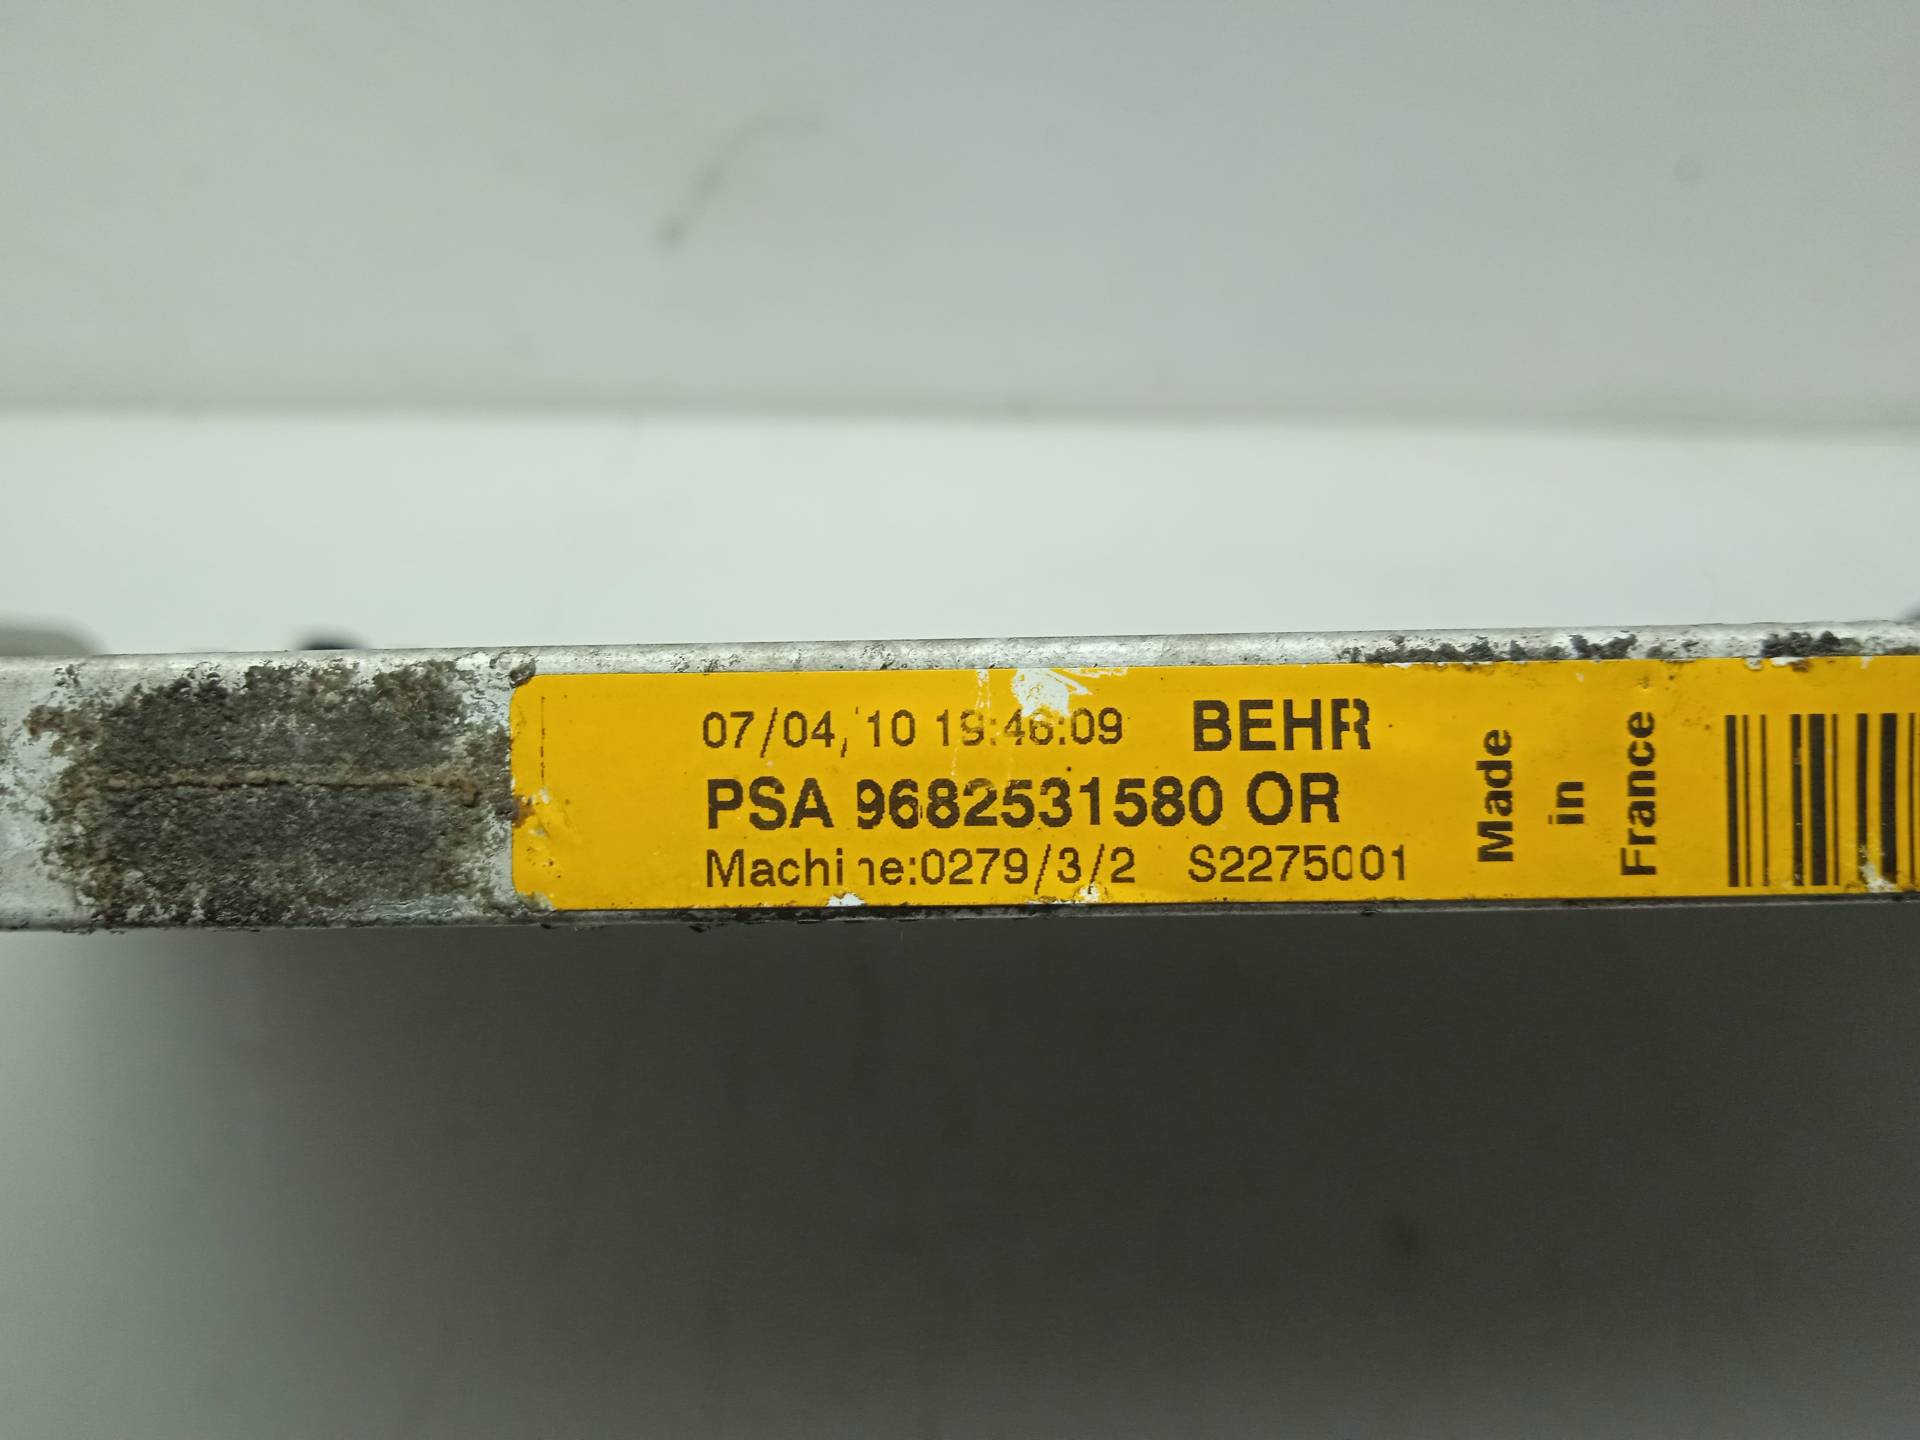 07/04/10 19:46:09 BEHR
PSA 9682531580 OR
Machine:0279/3/2 S2275001
Made
in
France